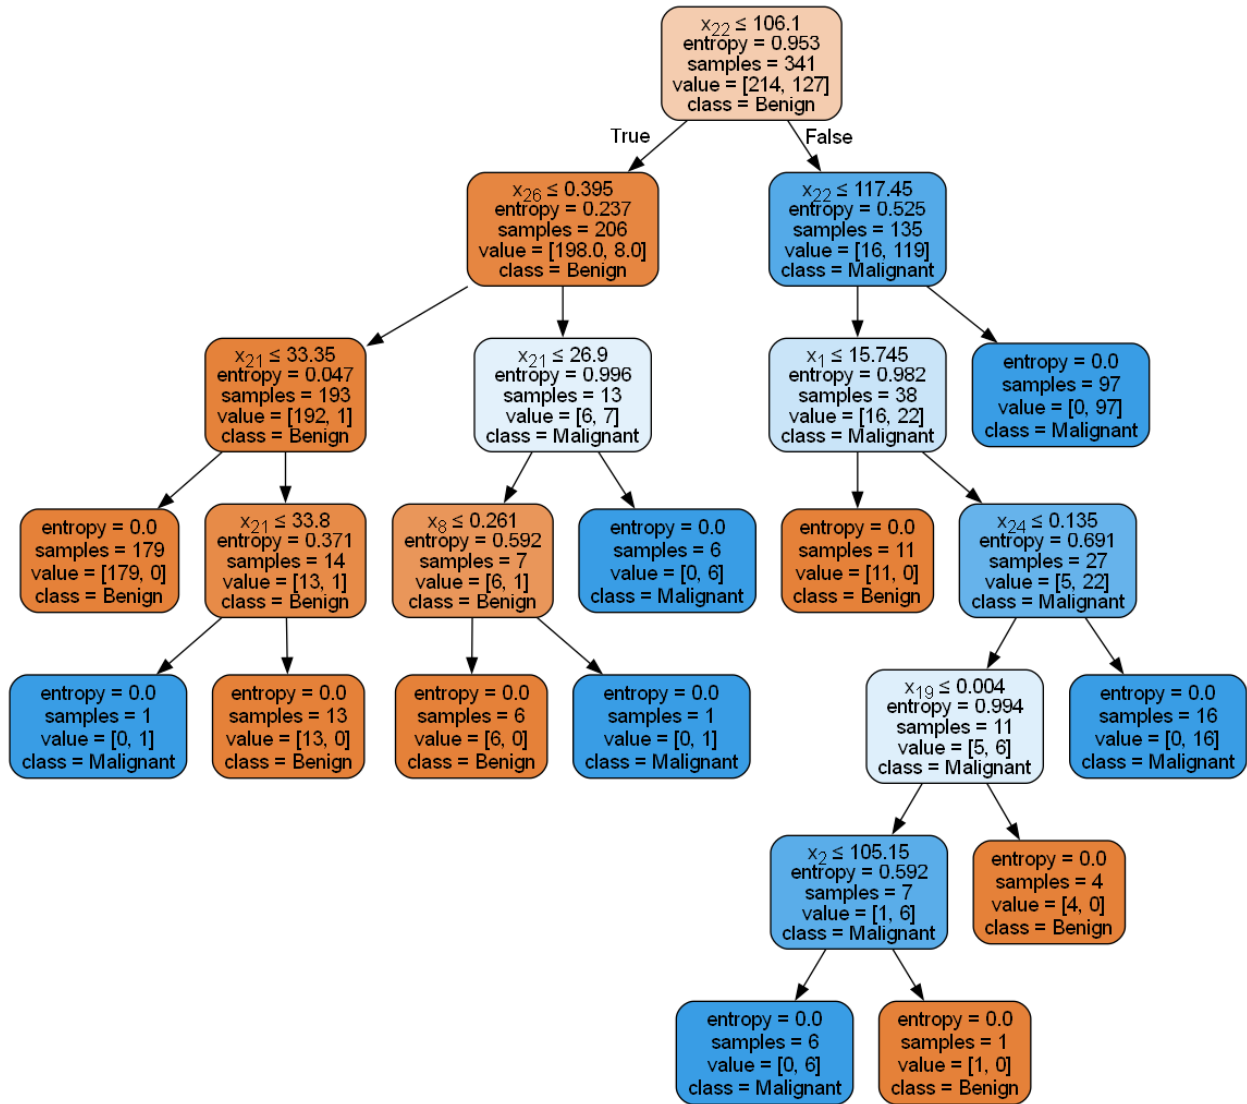 x22 ≤ 106.1
entropy = 0.953
samples = 341
value = [214, 127]
class = Benign
True
False
x26 ≤ 0.395
entropy = 0.237
samples = 206
value = [198.0, 8.0]
class = Benign
x22 ≤ 117.45
entropy = 0.525
samples = 135
value = [16, 119]
class = Malignant
x21 ≤ 33.35
entropy = 0.047
samples = 193
value = [192, 1]
class = Benign
x21 ≤ 26.9
entropy = 0.996
samples = 13
value = [6, 7]
class = Malignant
x1 ≤ 15.745
entropy = 0.982
samples = 38
value = [16, 22]
class = Malignant
entropy = 0.0
samples = 97
value = [0, 97]
class = Malignant
entropy = 0.0
samples = 179
value = [179, 0]
class = Benign
x21 ≤ 33.8
entropy = 0.371
samples = 14
value = [13, 1]
class = Benign
x8 ≤ 0.261
entropy = 0.592
samples = 7
value = [6, 1]
class = Benign
entropy = 0.0
samples = 6
value = [0, 6]
class = Malignant
entropy = 0.0
samples = 11
value = [11, 0]
class = Benign
x24 ≤ 0.135
entropy = 0.691
samples = 27
value = [5, 22]
class = Malignant
entropy = 0.0
samples = 1
value = [0, 1]
class = Malignant
entropy = 0.0
samples = 13
value = [13, 0]
class = Benign
entropy = 0.0
samples = 6
value = [6, 0]
class = Benign
entropy = 0.0
samples = 1
value = [0, 1]
class = Malignant
x19 ≤ 0.004
entropy = 0.994
samples = 11
value = [5, 6]
class = Malignant
entropy = 0.0
samples = 16
value = [0, 16]
class = Malignant
x2 ≤ 105.15
entropy = 0.592
samples = 7
value = [1, 6]
class = Malignant
entropy = 0.0
samples = 4
value = [4, 0]
class = Benign
entropy = 0.0
samples = 6
value = [0, 6]
class = Malignant
entropy = 0.0
samples = 1
value = [1, 0]
class = Benign